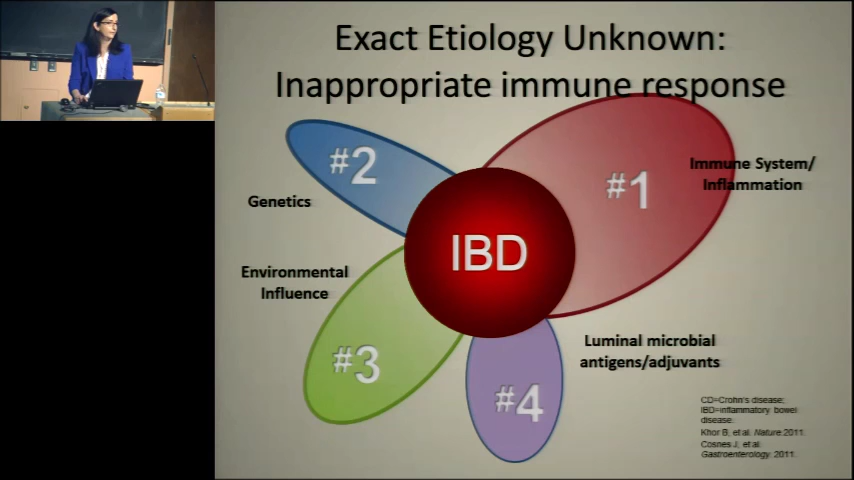 Exact Etiology Unknown:
Inappropriate immune response
#2
Genetics
#1
Immune System/
Inflammation
IBD
Environmental
Influence
#3
Luminal microbial
antigens/adjuvants
#4
CD=Crohn's disease;
IBD=inflammatory bowel
disease.
Khor B, et al. Nature.2011.
Cosnes J, et al.
Gastroenterology. 2011.